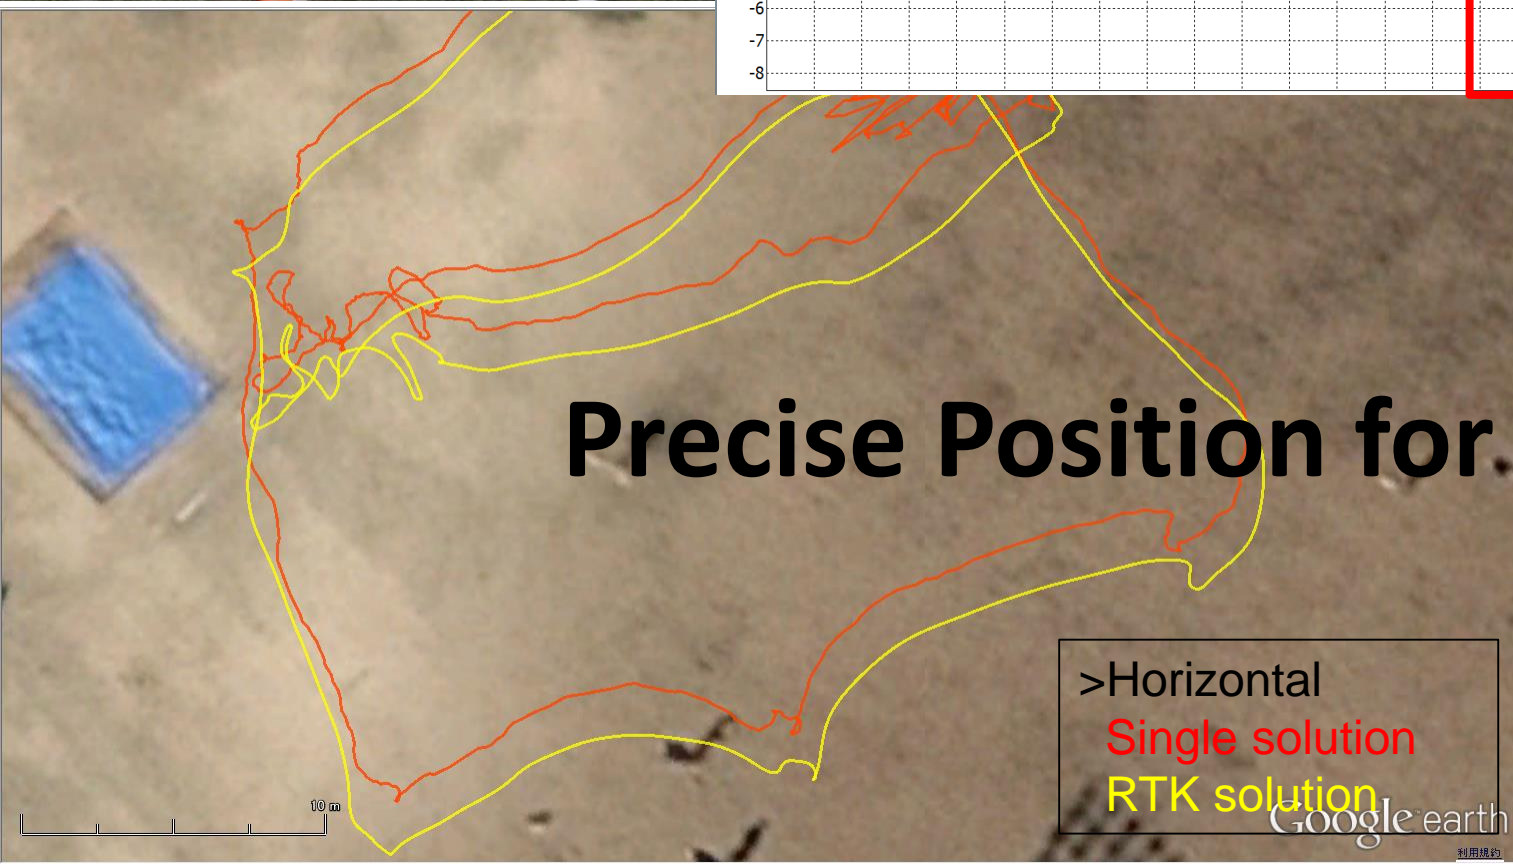 -6
-7
-8
Precise Position for
>Horizontal
Single solution
RTK solution
10 m
Google earth
利用規約